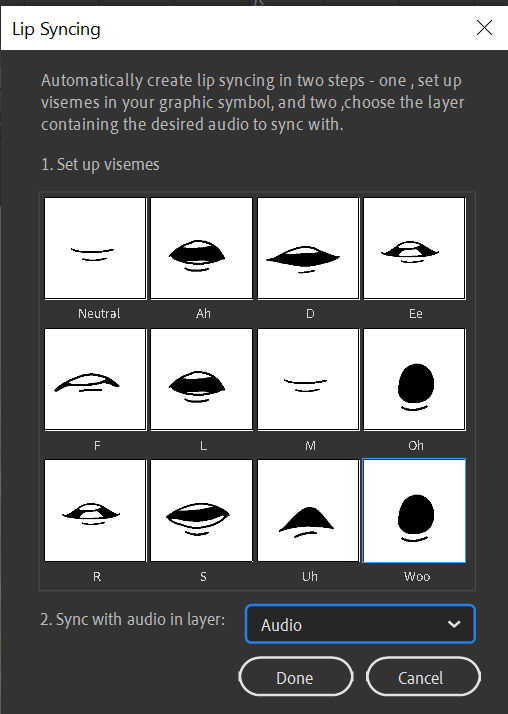 Lip Syncing
Automatically create lip syncing in two steps - one , set up
visemes in your graphic symbol, and two ,choose the layer
containing the desired audio to sync with.
1. Set up visemes
Neutral Ah D Ee
F L M Oh
R S Uh Woo
2. Sync with audio in layer: Audio
Done Cancel